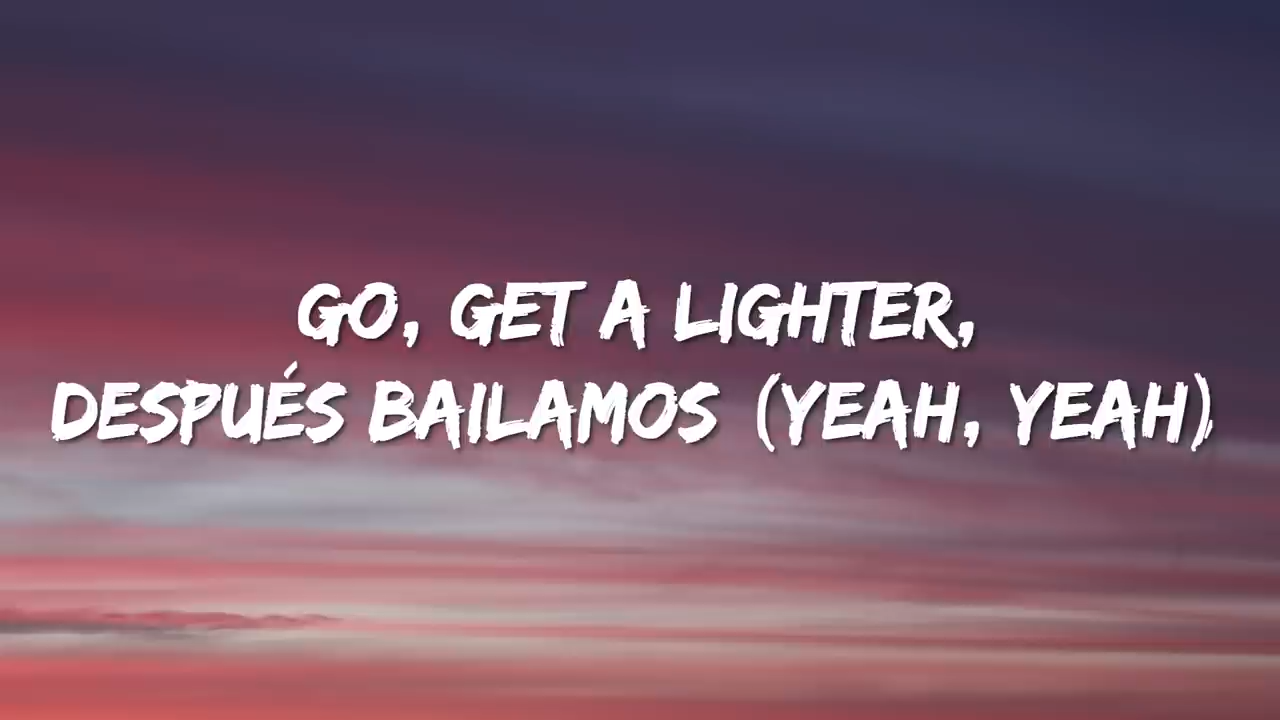 GO, GET A LIGHTER,
DESPUÉS BAILAMOS (YEAH, YEAH)